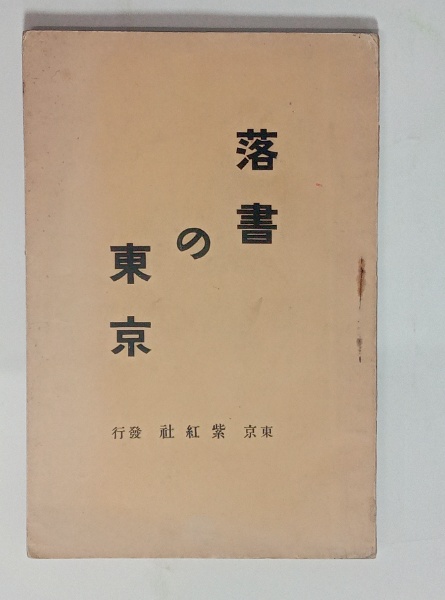 落書
の
東京
東京 紫紅社 發行